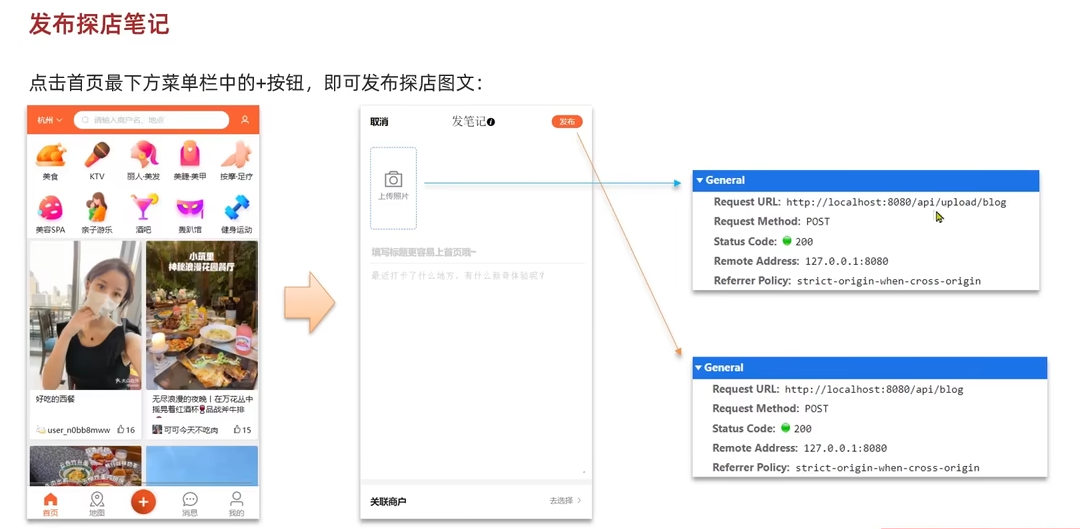 发布探店笔记
点击首页最下方菜单栏中的+按钮，即可发布探店图文：
杭州
请输入商户名、地点
美食
KTV
丽人·美发
美睫·美甲
按摩·足疗
美容SPA
亲子游乐
酒吧
轰趴馆
健身运动
小筑里
神秘浪漫花园餐厅
好吃的西餐
user_n0bb8mww 16
无尽浪漫的夜晚丨在万花丛中
摇晃着红酒杯🍷品战斧牛排
可可今天不吃肉 15
首页
地图
+
消息
我的
取消
发笔记
发布
上传照片
填写标题更容易上首页哦~
最近打卡了什么地方，有什么新奇体验呢？
关联商户
去选择 >
General
Request URL: http://localhost:8080/api/upload/blog
Request Method: POST
Status Code: 200
Remote Address: 127.0.0.1:8080
Referrer Policy: strict-origin-when-cross-origin
General
Request URL: http://localhost:8080/api/blog
Request Method: POST
Status Code: 200
Remote Address: 127.0.0.1:8080
Referrer Policy: strict-origin-when-cross-origin